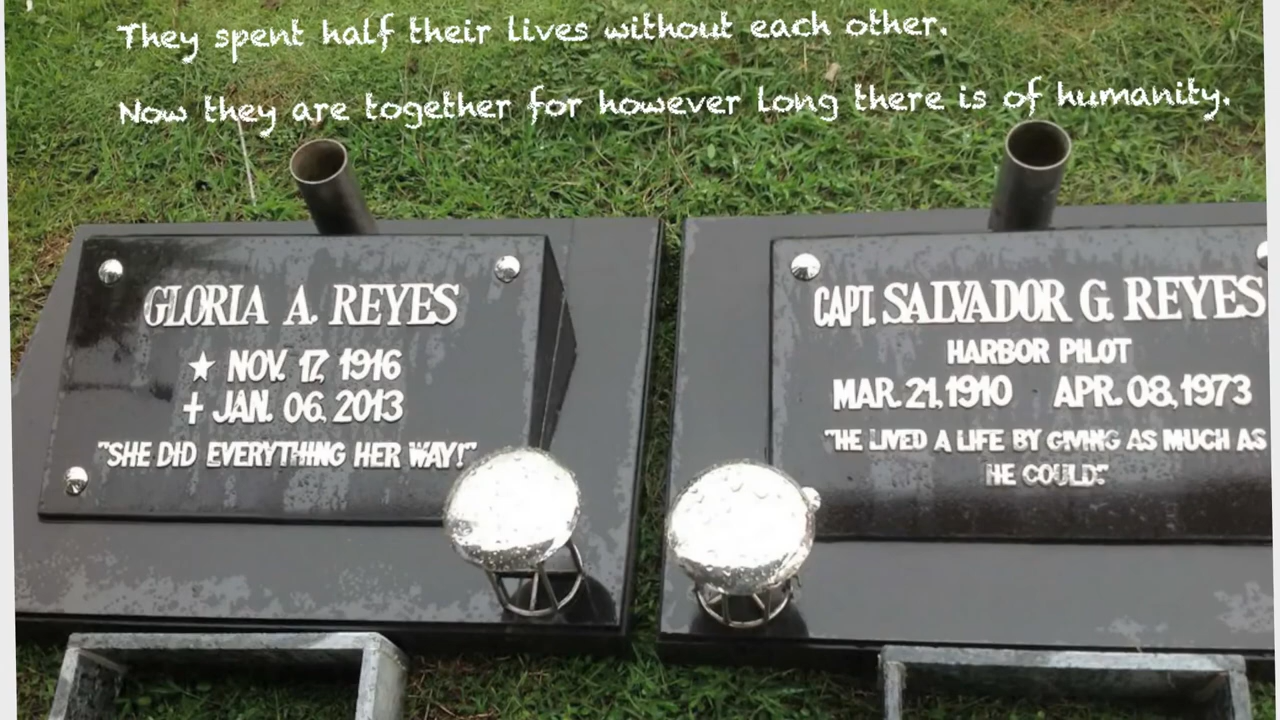 They spent half their lives without each other.
Now they are together for however long there is of humanity.
GLORIA A. REYES
★ NOV. 17, 1916
✝ JAN. 06, 2013
"SHE DID EVERYTHING HER WAY!"
CAPT. SALVADOR G. REYES
HARBOR PILOT
MAR. 21, 1910 APR. 08, 1973
"HE LIVED A LIFE BY GIVING AS MUCH AS
HE COULD."